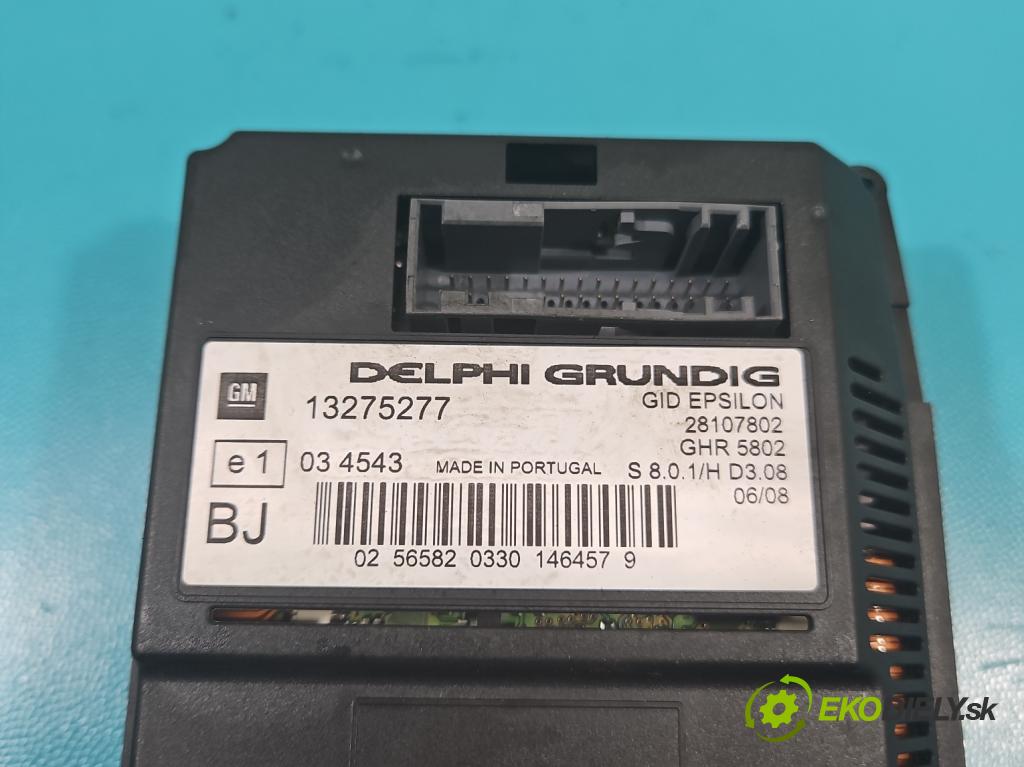 DELPHI GRUNDIG
GM
13275277
GID EPSILON
28107802
GHR 5802
e 1
03 4543
MADE IN PORTUGAL
S 8.0.1/H D3.08
06/08
BJ
02 56582 0330 146457 9
EKODIELY.sk